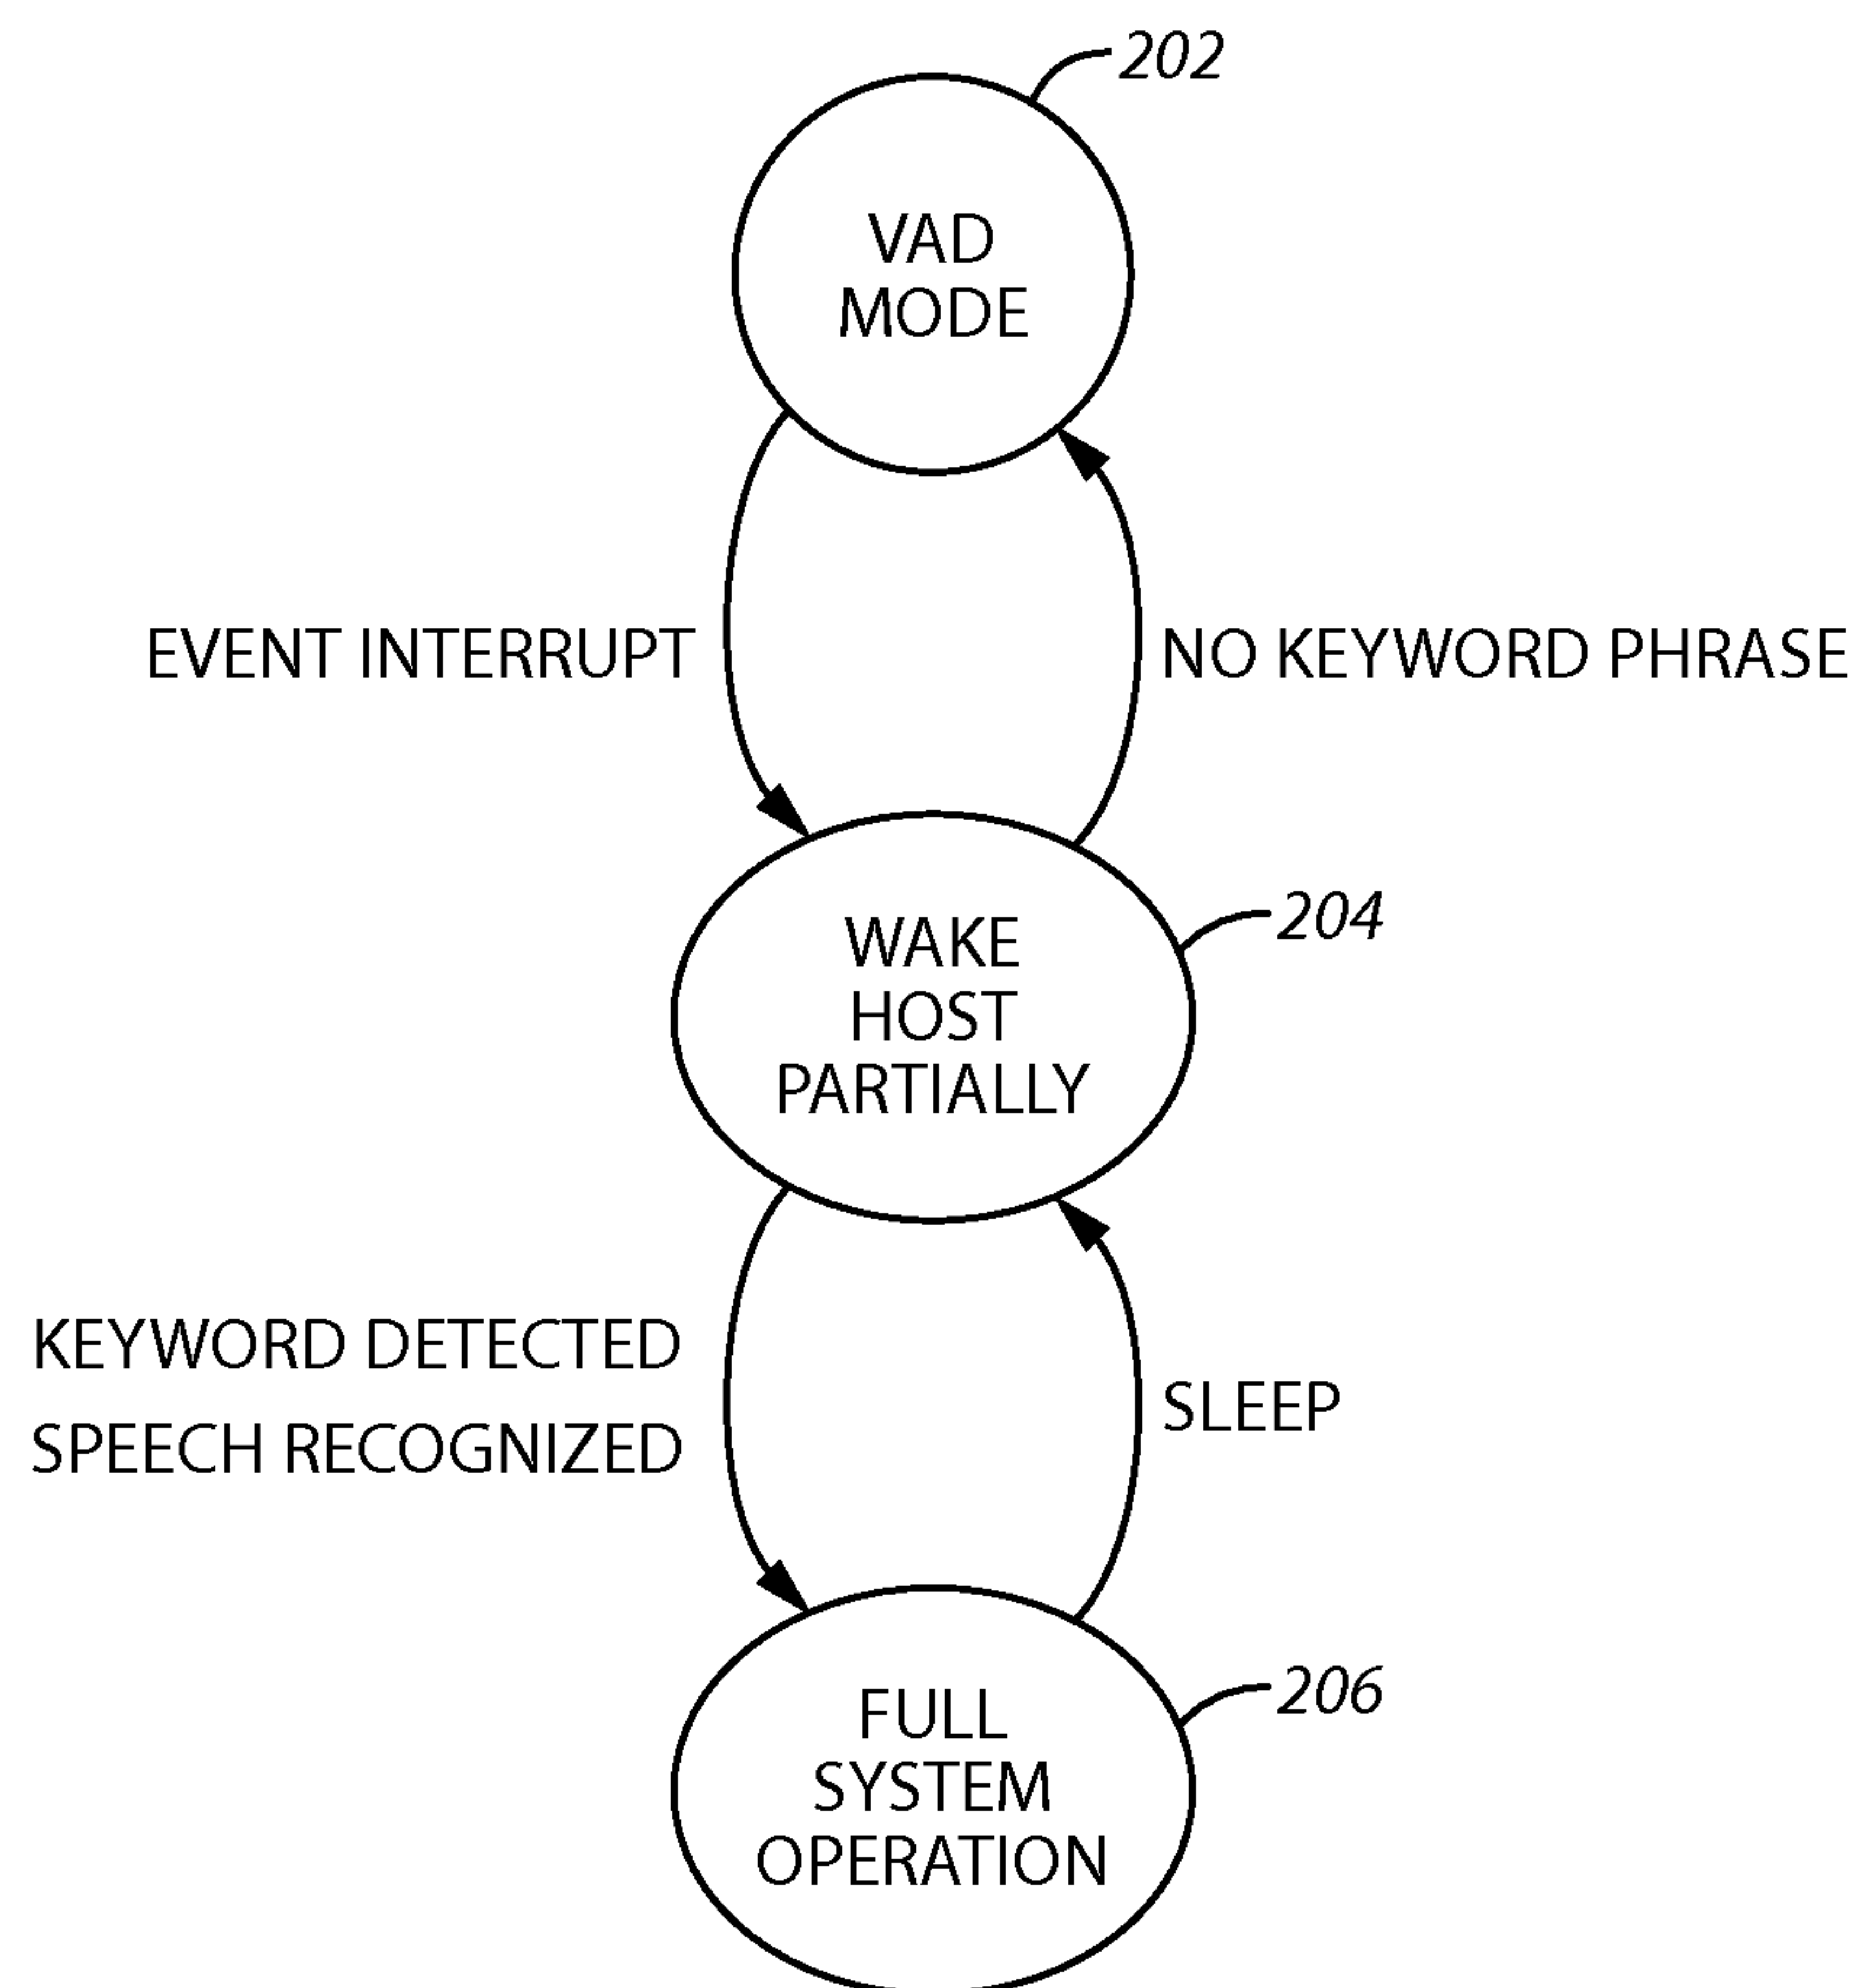 202
VAD
MODE
EVENT INTERRUPT
NO KEYWORD PHRASE
204
WAKE
HOST
PARTIALLY
KEYWORD DETECTED
SPEECH RECOGNIZED
SLEEP
206
FULL
SYSTEM
OPERATION